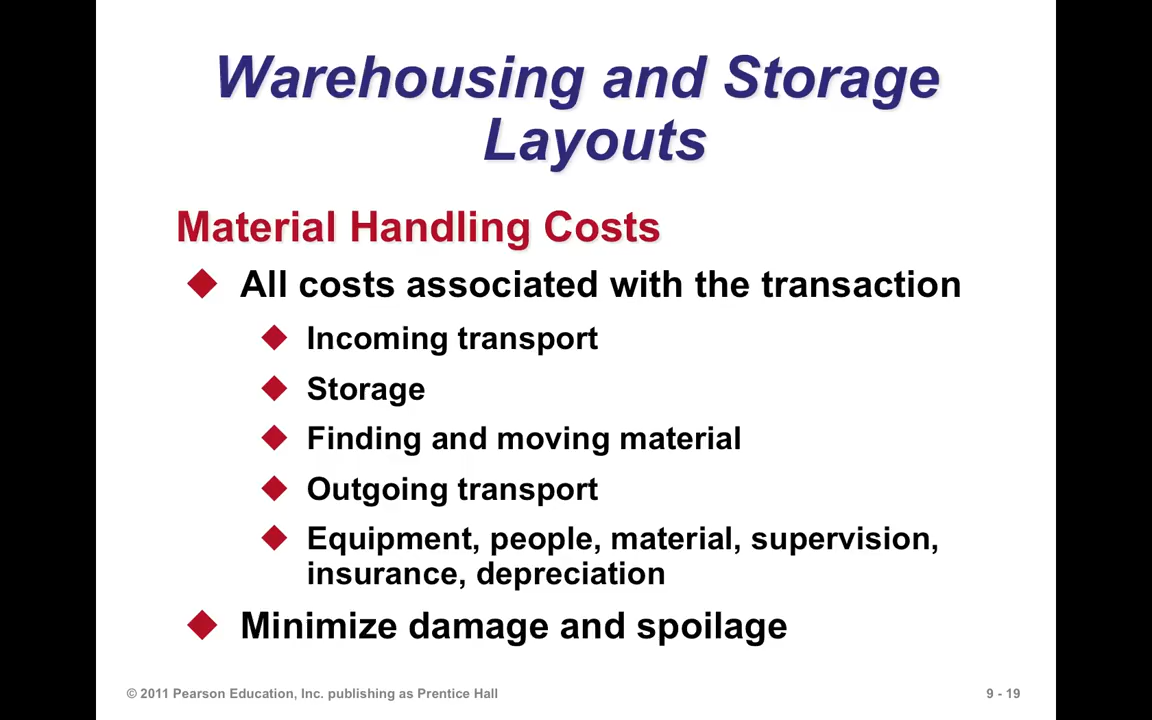 Warehousing and Storage
Layouts
Material Handling Costs
All costs associated with the transaction
Incoming transport
Storage
Finding and moving material
Outgoing transport
Equipment, people, material, supervision,
insurance, depreciation
Minimize damage and spoilage
© 2011 Pearson Education, Inc. publishing as Prentice Hall
9 - 19